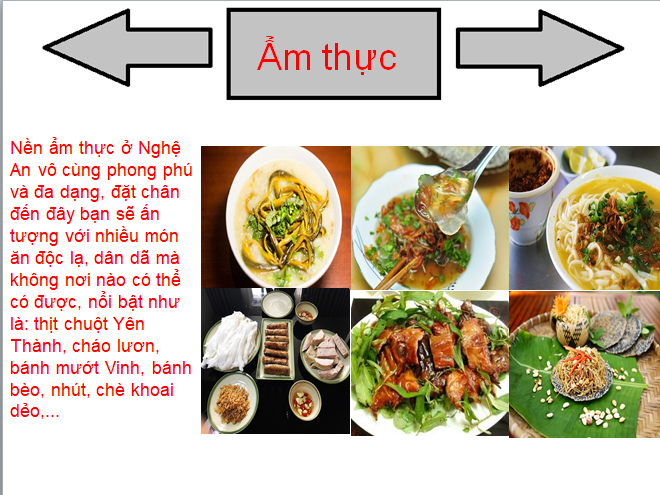 Ẩm thực
Nền ẩm thực ở Nghệ
An vô cùng phong phú
và đa dạng, đặt chân
đến đây bạn sẽ ấn
tượng với nhiều món
ăn độc lạ, dân dã mà
không nơi nào có thể
có được, nổi bật như
là: thịt chuột Yên
Thành, cháo lươn,
bánh mướt Vinh, bánh
bèo, nhút, chè khoai
dẻo,...